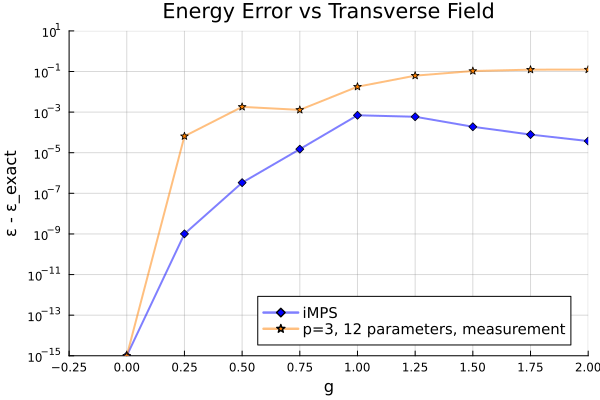 Energy Error vs Transverse Field
10¹
10⁻¹
10⁻³
10⁻⁵
10⁻⁷
10⁻⁹
10⁻¹¹
10⁻¹³
10⁻¹⁵
ε - ε_exact
iMPS
p=3, 12 parameters, measurement
−0.25 0.00 0.25 0.50 0.75 1.00 1.25 1.50 1.75 2.00
g